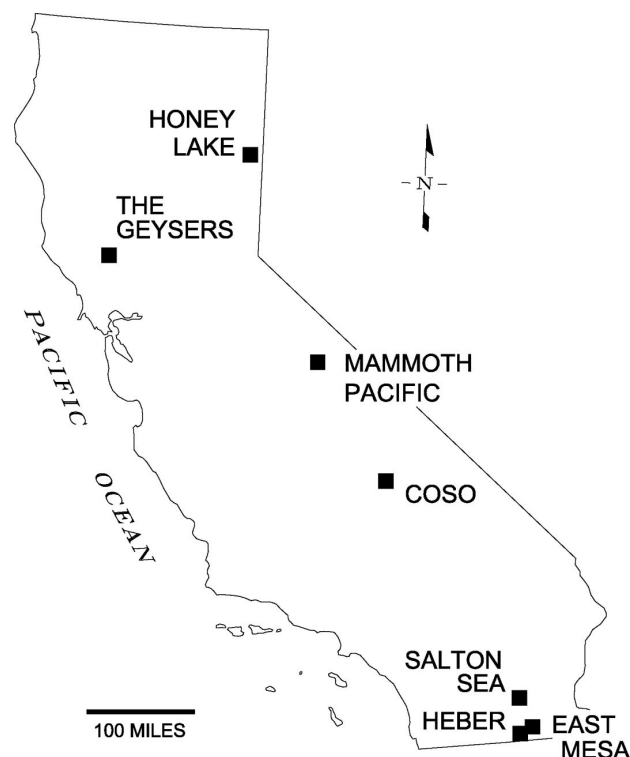 HONEY
LAKE
- N -
THE
GEYSERS
PACIFIC
OCEAN
MAMMOTH
PACIFIC
COSO
SALTON
SEA
HEBER
EAST
MESA
100 MILES